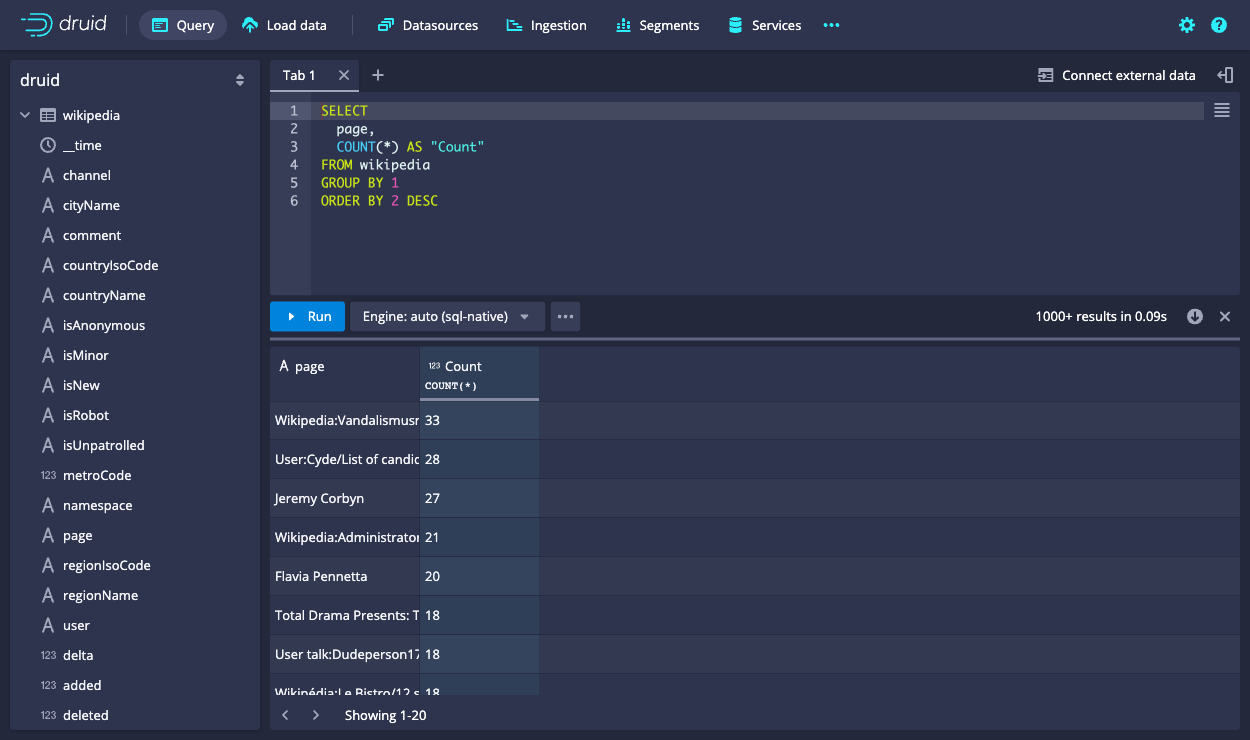 druid
Query
Load data
Datasources
Ingestion
Segments
Services
druid
wikipedia
__time
A channel
A cityName
A comment
A countryIsoCode
A countryName
A isAnonymous
A isMinor
A isNew
A isRobot
A isUnpatrolled
123 metroCode
A namespace
A page
A regionIsoCode
A regionName
A user
123 delta
123 added
123 deleted
Tab 1
Connect external data
1 SELECT
2 page,
3 COUNT(*) AS "Count"
4 FROM wikipedia
5 GROUP BY 1
6 ORDER BY 2 DESC
Run
Engine: auto (sql-native)
1000+ results in 0.09s
A page
123 Count
COUNT(*)
Wikipedia:Vandalismusm 33
User:Cyde/List of candid 28
Jeremy Corbyn 27
Wikipedia:Administrator 21
Flavia Pennetta 20
Total Drama Presents: T 18
User talk:Dudeperson17 18
Wikipédia:Le Bistro/12 s 18
Showing 1-20